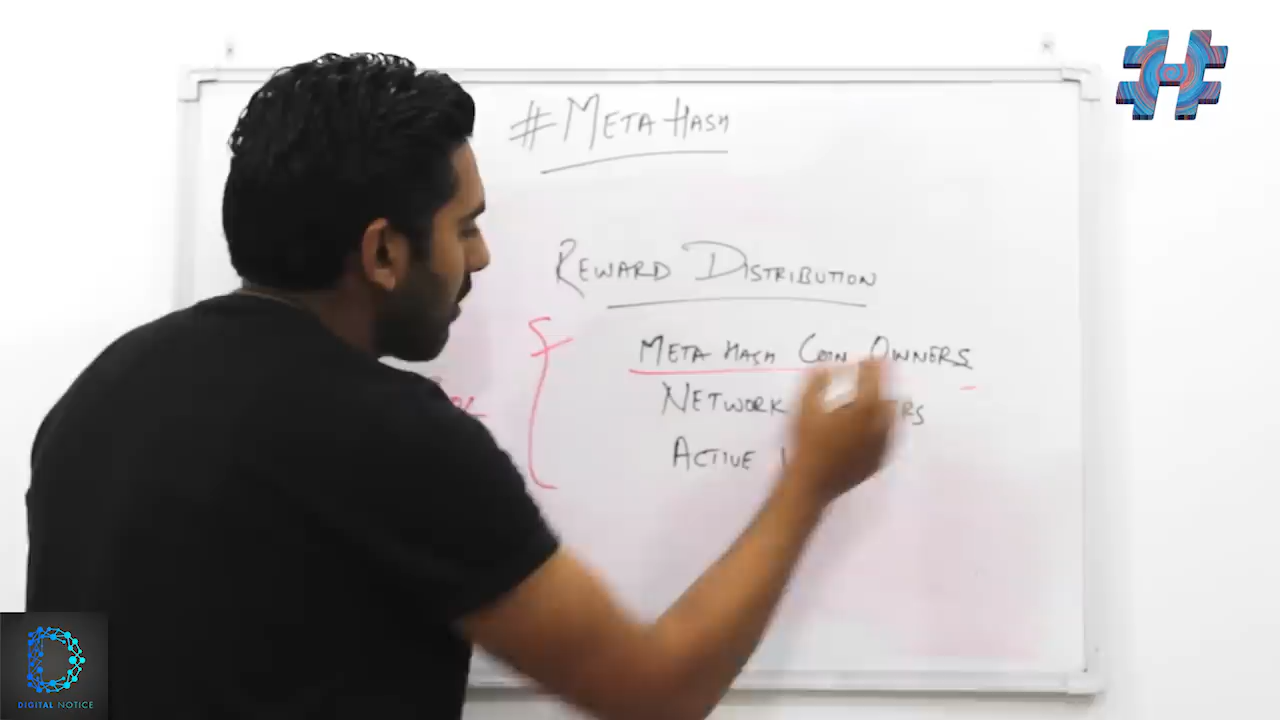 #META HASH
REWARD DISTRIBUTION
META HASH COIN OWNERS
NETWORK
ACTIVE
DIGITAL NOTICE